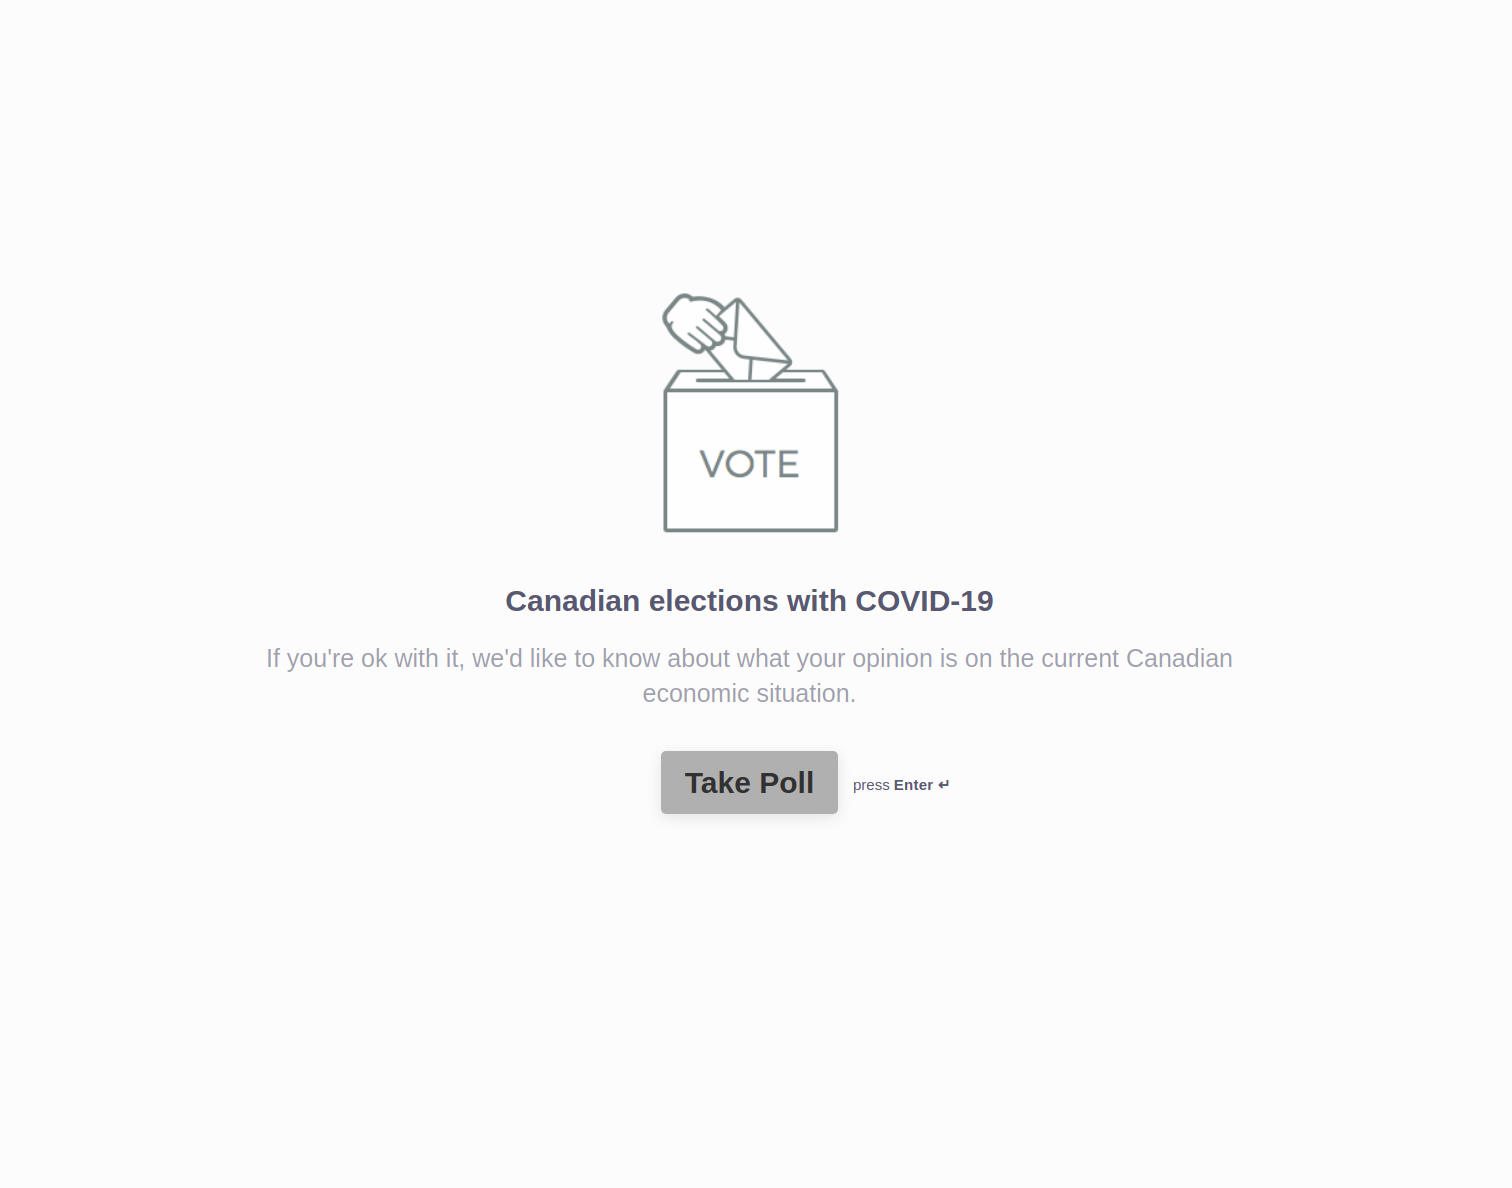 VOTE
Canadian elections with COVID-19
If you're ok with it, we'd like to know about what your opinion is on the current Canadian
economic situation.
Take Poll press Enter ↵